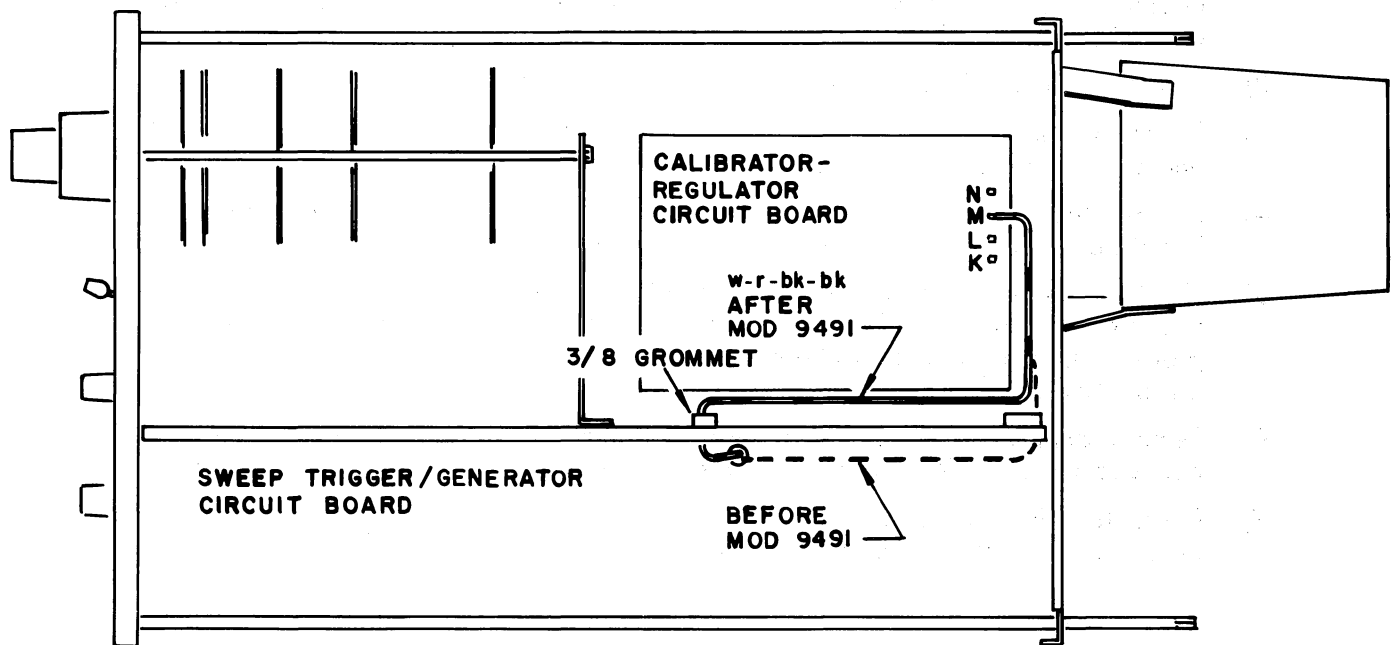 CALIBRATOR-
REGULATOR
CIRCUIT BOARD
N
M
L
K
w-r-bk-bk
AFTER
MOD 9491
3/8 GROMMET
SWEEP TRIGGER/GENERATOR
CIRCUIT BOARD
BEFORE
MOD 9491